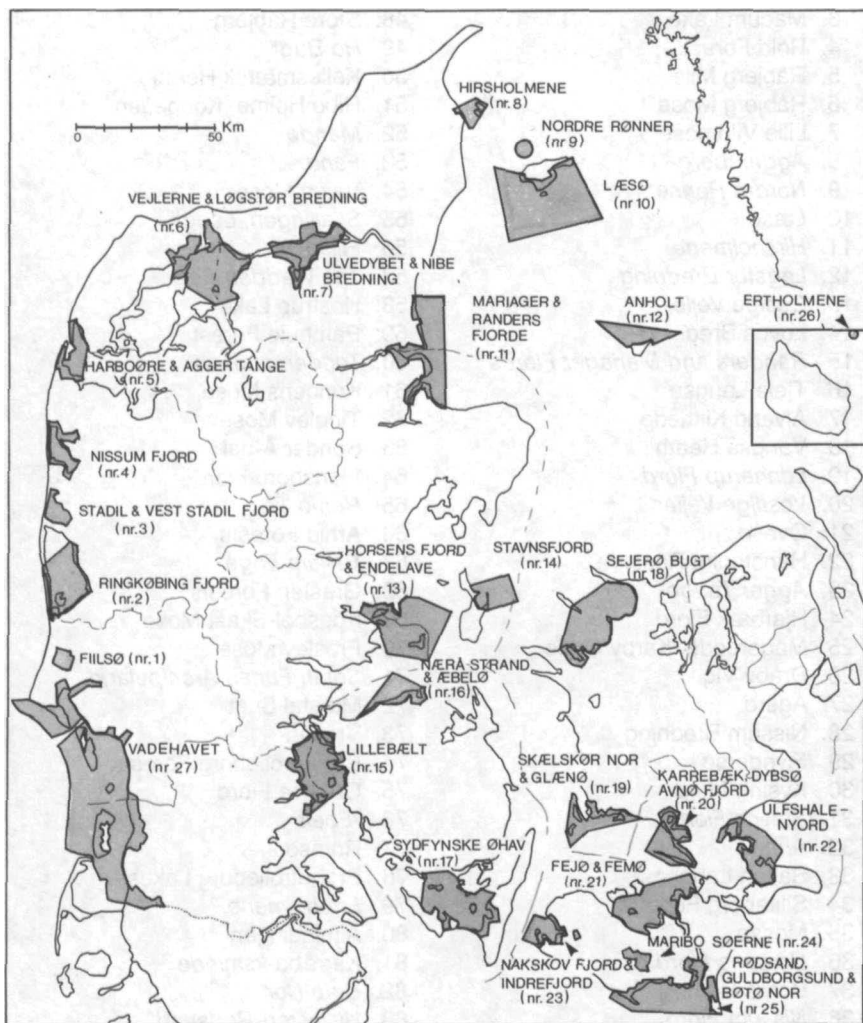 HIRSHOLMENE
(nr. 8)
0
50
Km
NORDRE RØNNER
(nr 9)
LÆSØ
(nr 10)
VEJLERNE & LØGSTØR BREDNING
(nr.6)
ULVEDYBET & NIBE
BREDNING
(nr.7)
MARIAGER &
RANDERS
FJORDE
(nr.11)
ANHOLT
(nr.12)
ERTHOLMENE
(nr.26)
HARBOØRE & AGGER TANGE
(nr.5)
NISSUM FJORD
(nr.4)
STADIL & VEST STADIL FJORD
(nr.3)
RINGKØBING FJORD
(nr.2)
HORSENS FJORD
& ENDELAVE
(nr.13)
STAVNSFJORD
(nr.14)
SEJERØ BUGT
(nr 18)
FIILSØ (nr.1)
NÆRÅ STRAND
& ÆBELØ
(nr.16)
VADEHAVET
(nr 27)
LILLEBÆLT
(nr.15)
SKÆLSKØR NOR
& GLÆNØ
(nr.19)
KARREBÆK/DYBSØ
AVNØ FJORD
(nr. 20)
ULFSHALE-
NYORD
(nr.22)
SYDFYNSKE ØHAV
(nr.17)
FEJØ & FEMØ
(nr.21)
MARIBO SØERNE (nr.24)
NAKSKOV FJORD &
INDREFJORD
(nr.23)
RØDSAND,
GULDBORGSUND &
BØTØ NOR
(nr 25)